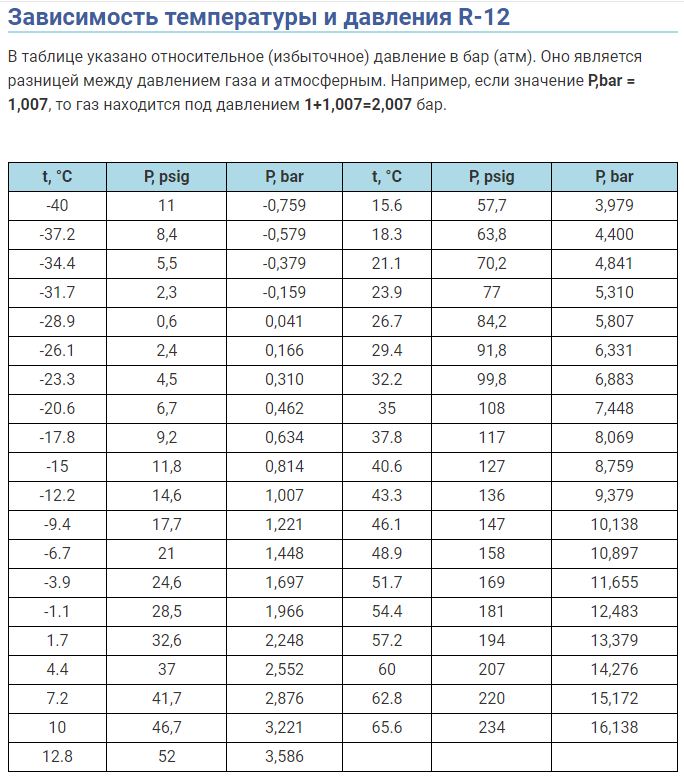 Зависимость температуры и давления R-12
В таблице указано относительное (избыточное) давление в бар (атм). Оно является
разницей между давлением газа и атмосферным. Например, если значение P,bar =
1,007, то газ находится под давлением 1+1,007=2,007 бар.
t, °C P, psig P, bar t, °C P, psig P, bar
-40 11 -0,759 15.6 57,7 3,979
-37.2 8,4 -0,579 18.3 63,8 4,400
-34.4 5,5 -0,379 21.1 70,2 4,841
-31.7 2,3 -0,159 23.9 77 5,310
-28.9 0,6 0,041 26.7 84,2 5,807
-26.1 2,4 0,166 29.4 91,8 6,331
-23.3 4,5 0,310 32.2 99,8 6,883
-20.6 6,7 0,462 35 108 7,448
-17.8 9,2 0,634 37.8 117 8,069
-15 11,8 0,814 40.6 127 8,759
-12.2 14,6 1,007 43.3 136 9,379
-9.4 17,7 1,221 46.1 147 10,138
-6.7 21 1,448 48.9 158 10,897
-3.9 24,6 1,697 51.7 169 11,655
-1.1 28,5 1,966 54.4 181 12,483
1.7 32,6 2,248 57.2 194 13,379
4.4 37 2,552 60 207 14,276
7.2 41,7 2,876 62.8 220 15,172
10 46,7 3,221 65.6 234 16,138
12.8 52 3,586